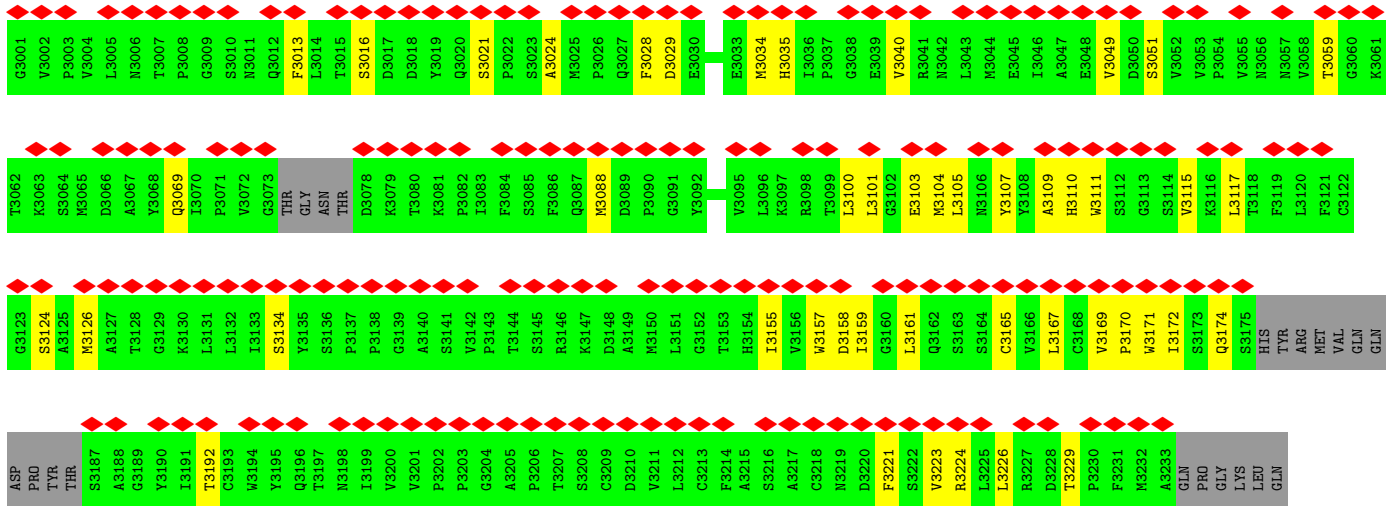 G3001 V3002 P3003 V3004 L3005 N3006 T3007 P3008 G3009 S3010 N3011 Q3012 F3013 L3014 T3015 S3016 D3017 D3018 Y3019 Q3020 S3021 P3022 S3023 A3024 M3025 P3026 Q3027 F3028 D3029 E3030 E3033 M3034 H3035 I3036 P3037 G3038 E3039 V3040 R3041 N3042 L3043 M3044 E3045 I3046 A3047 E3048 V3049 D3050 S3051 V3052 V3053 P3054 V3055 N3056 N3057 V3058 T3059 G3060 K3061
T3062 K3063 S3064 M3065 D3066 A3067 Y3068 Q3069 I3070 P3071 V3072 G3073 THR GLY ASN THR D3078 K3079 T3080 K3081 P3082 I3083 F3084 S3085 F3086 Q3087 M3088 D3089 P3090 G3091 Y3092 V3095 L3096 K3097 R3098 T3099 L3100 L3101 G3102 E3103 M3104 L3105 N3106 Y3107 Y3108 A3109 H3110 W3111 S3112 G3113 S3114 V3115 K3116 L3117 T3118 F3119 L3120 F3121 C3122
G3123 S3124 A3125 M3126 A3127 T3128 G3129 K3130 L3131 L3132 I3133 S3134 Y3135 S3136 P3137 P3138 G3139 A3140 S3141 V3142 P3143 T3144 S3145 R3146 K3147 D3148 A3149 M3150 L3151 G3152 T3153 H3154 I3155 V3156 W3157 D3158 I3159 G3160 L3161 Q3162 S3163 S3164 C3165 V3166 L3167 C3168 V3169 P3170 W3171 I3172 S3173 Q3174 S3175 HIS TYR ARG MET VAL GLN GLN
ASP PRO TYR THR S3187 A3188 G3189 Y3190 I3191 T3192 C3193 W3194 Y3195 Q3196 T3197 N3198 I3199 V3200 V3201 P3202 P3203 G3204 A3205 P3206 T3207 S3208 C3209 D3210 V3211 L3212 C3213 F3214 A3215 S3216 A3217 C3218 N3219 D3220 F3221 S3222 V3223 R3224 L3225 L3226 R3227 D3228 T3229 P3230 F3231 M3232 A3233 GLN PRO GLY LYS LEU GLN